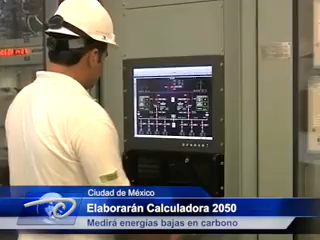 Ciudad de México
Elaborarán Calculadora 2050
Medirá energías bajas en carbono